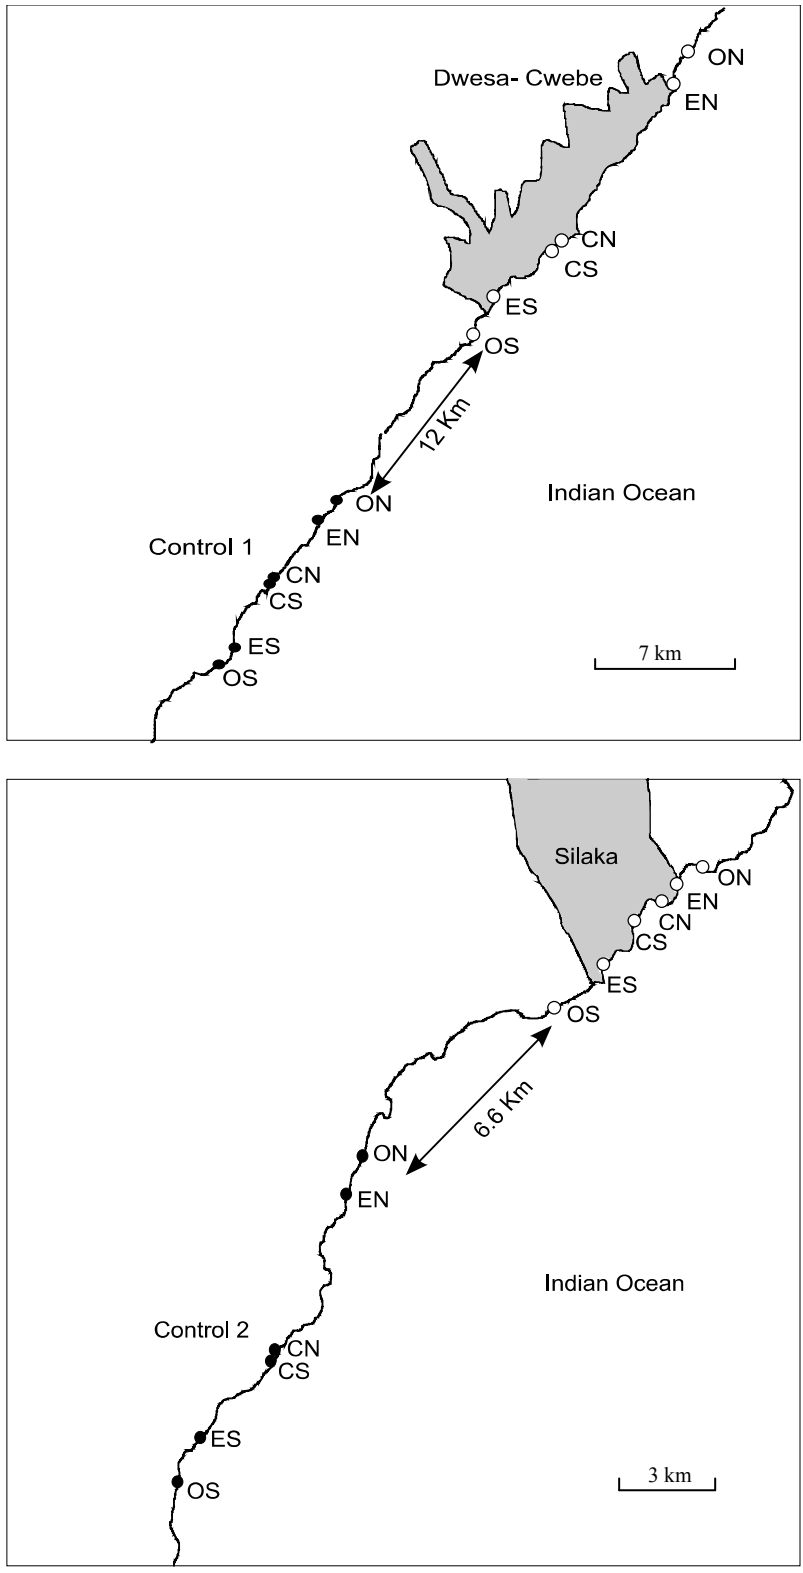 ON
Dwesa- Cwebe
EN
CN
CS
ES
OS
12 Km
Indian Ocean
ON
EN
Control 1
CN
CS
ES
7 km
OS
Silaka
ON
EN
CN
CS
ES
OS
6.6 Km
ON
EN
Indian Ocean
Control 2
CN
CS
ES
3 km
OS